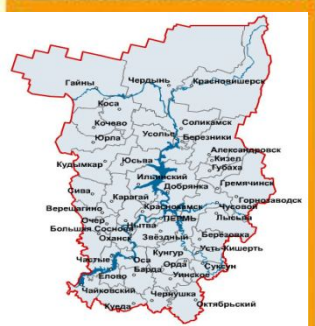 Гайны
Чердынь
Красновишерск
Коса
Кочево
Соликамск
Юрла
Усолье
Березники
Александровск
Кизел
Кудымкар
Юсьва
Губаха
Ильинский
Гремячинск
Сива
Добрянка
Карагай
Горнозаводск
Верещагино
Краснокамск
Чусовой
Очёр
ПЕРМЬ
Лысьва
Большая Соснова
Нытва
Оханск
Звёздный
Березовка
Частые
Оса
Кунгур
Усть-Кишерть
Барда
Орда
Суксун
Елово
Уинское
Чайковский
Чернушка
Куеда
Октябрьский